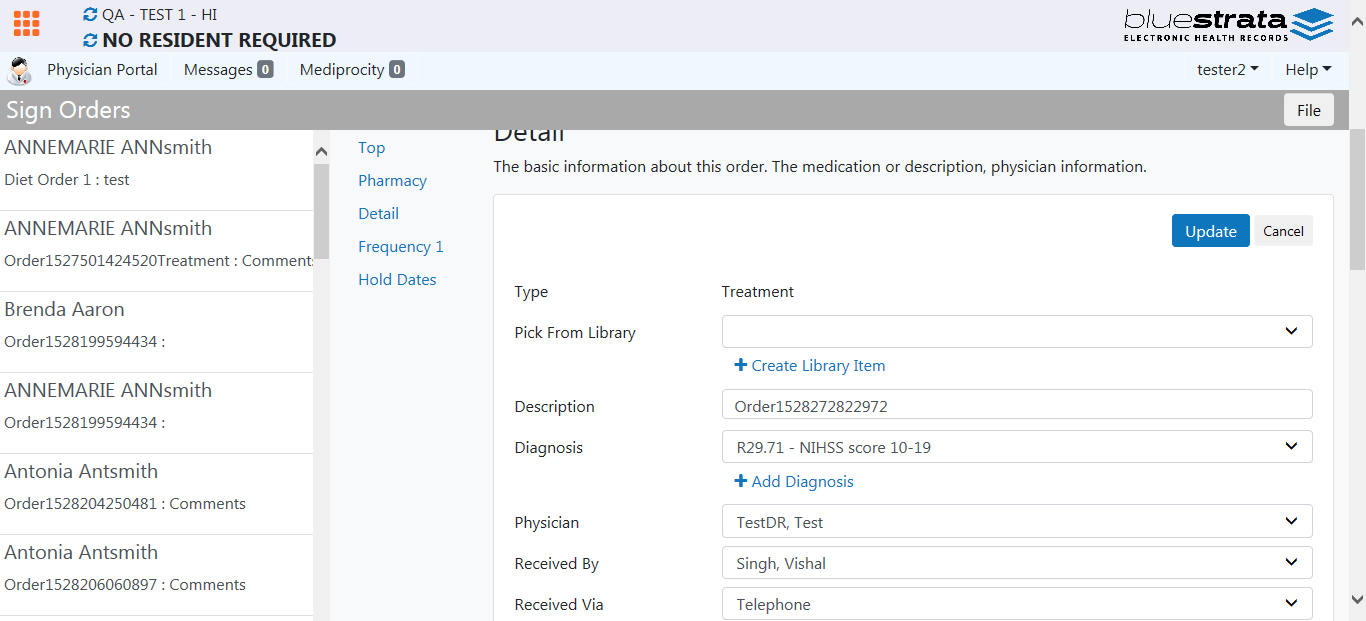 QA - TEST 1 - HI
NO RESIDENT REQUIRED
bluestrata
ELECTRONIC HEALTH RECORDS
Physician Portal
Messages 0
Mediprocity 0
tester2
Help
Sign Orders
File
ANNEMARIE ANNsmith
Diet Order 1 : test
ANNEMARIE ANNsmith
Order1527501424520Treatment : Comments
Brenda Aaron
Order1528199594434 :
ANNEMARIE ANNsmith
Order1528199594434 :
Antonia Antsmith
Order1528204250481 : Comments
Antonia Antsmith
Order1528206060897 : Comments
Top
Pharmacy
Detail
Frequency 1
Hold Dates
Detail
The basic information about this order. The medication or description, physician information.
Update
Cancel
Type
Treatment
Pick From Library
Create Library Item
Description
Order1528272822972
Diagnosis
R29.71 - NIHSS score 10-19
Add Diagnosis
Physician
TestDR, Test
Received By
Singh, Vishal
Received Via
Telephone